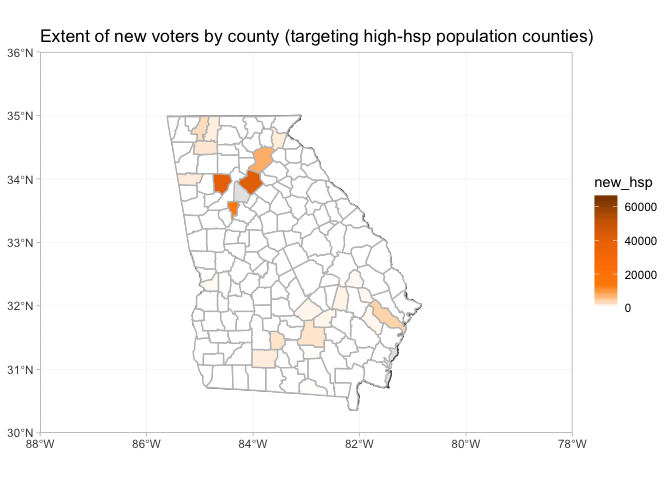 Extent of new voters by county (targeting high-hsp population counties)
36°N
35°N
34°N
33°N
32°N
31°N
30°N
88°W
86°W
84°W
82°W
80°W
78°W
new_hsp
60000
40000
20000
0